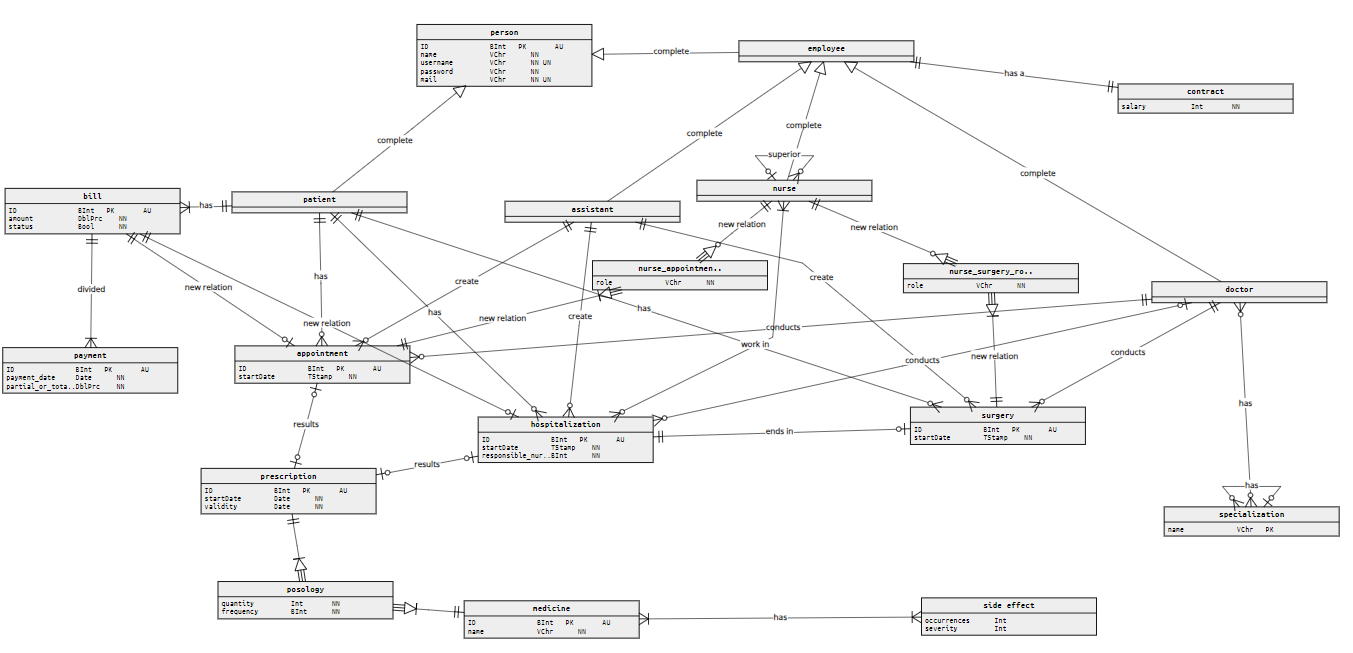 person
ID BInt PK AU
name VChr NN
username VChr NN UN
password VChr NN
mail VChr NN UN
employee
complete
has a
contract
salary Int NN
complete
complete
complete
superior
complete
bill
ID BInt PK AU
amount DblPrc NN
status Bool NN
has
patient
assistant
nurse
new relation
new relation
nurse_appointmen..
role VChr NN
nurse_surgery_ro..
role VChr NN
doctor
divided
new relation
has
create
create
new relation
has
new relation
create
has
conducts
work in
conducts
new relation
conducts
payment
ID BInt PK AU
payment_date Date NN
partial_or_tota..DblPrc NN
appointment
ID BInt PK AU
startDate TStamp NN
has
results
hospitalization
ID BInt PK AU
startDate TStamp NN
responsible_nur..BInt NN
ends in
surgery
ID BInt PK AU
startDate TStamp NN
results
prescription
ID BInt PK AU
startDate Date NN
validity Date NN
has
specialization
name VChr PK
posology
quantity Int NN
frequency BInt NN
medicine
ID BInt PK AU
name VChr NN
has
side effect
occurrences Int
severity Int